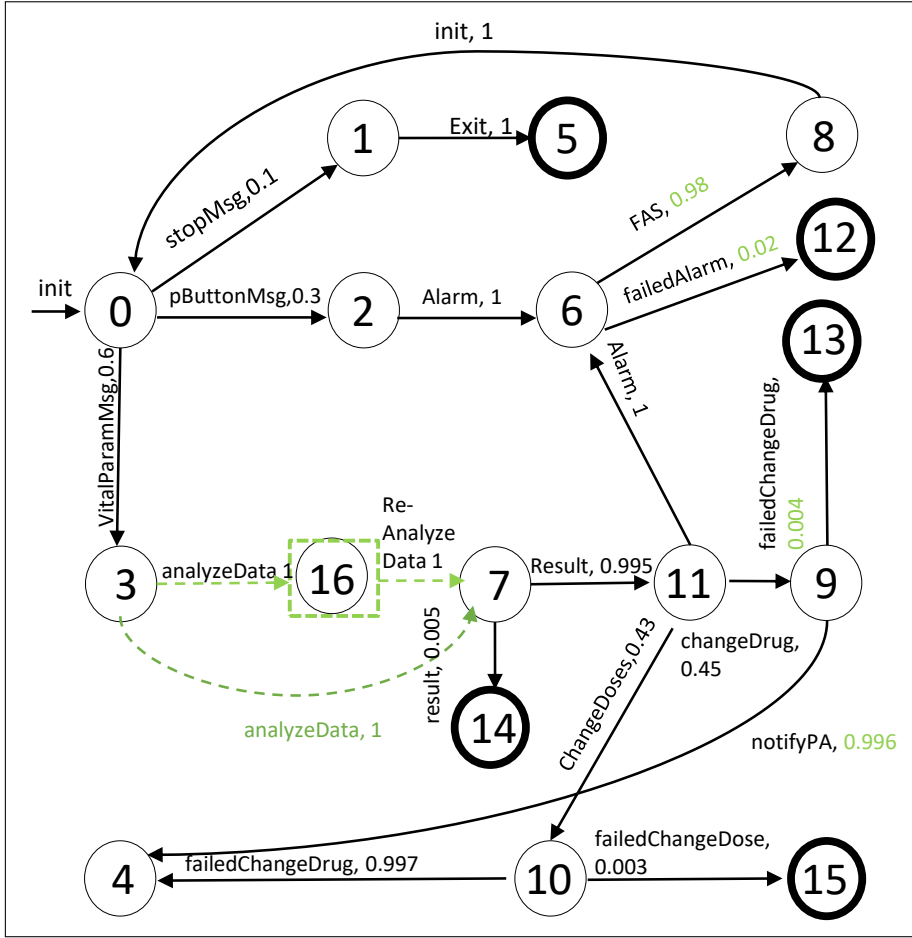 init, 1
1
Exit, 1
5
8
stopMsg,0.1
FAS, 0.98
12
failedAlarm, 0.02
init
0
pButtonMsg,0.3
2
Alarm, 1
6
13
VitalParamMsg,0.6
Alarm, 1
failedChangeDrug,
0.004
Re-
Analyze
Data 1
3
analyzeData 1
16
7
Result, 0.995
11
9
changeDrug,
0.45
result, 0.005
ChangeDoses,0.43
analyzeData, 1
14
notifyPA, 0.996
4
failedChangeDrug, 0.997
10
failedChangeDose,
0.003
15